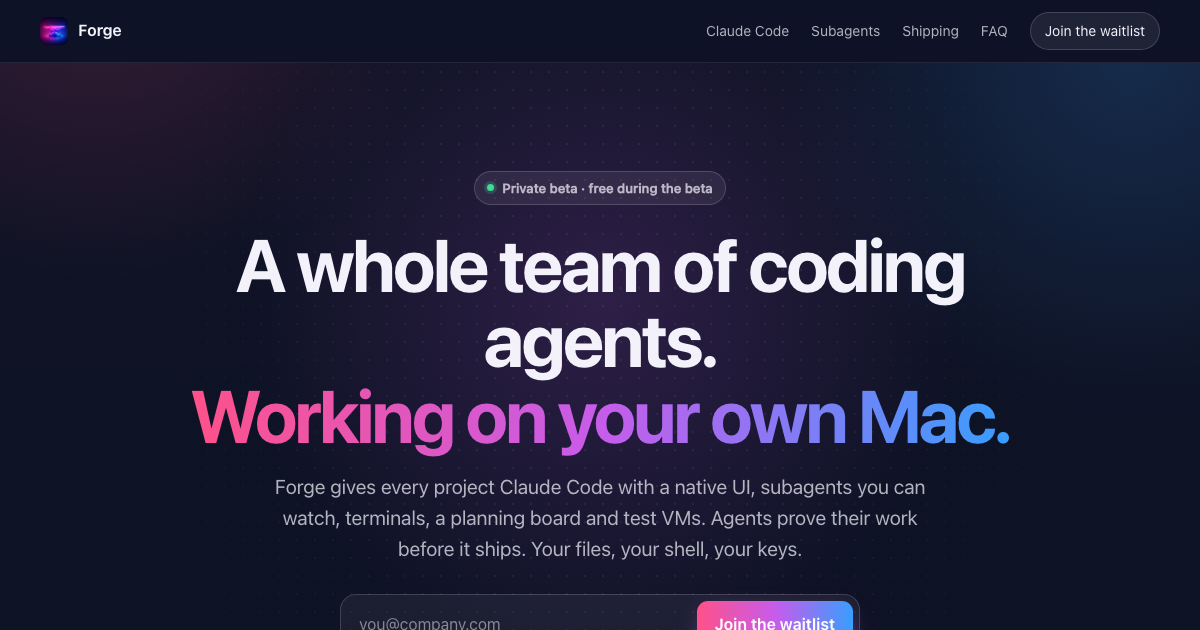 Forge
Claude Code
Subagents
Shipping
FAQ
Join the waitlist
Private beta · free during the beta
A whole team of coding
agents.
Working on your own Mac.
Forge gives every project Claude Code with a native UI, subagents you can
watch, terminals, a planning board and test VMs. Agents prove their work
before it ships. Your files, your shell, your keys.
you@company.com
Join the waitlist